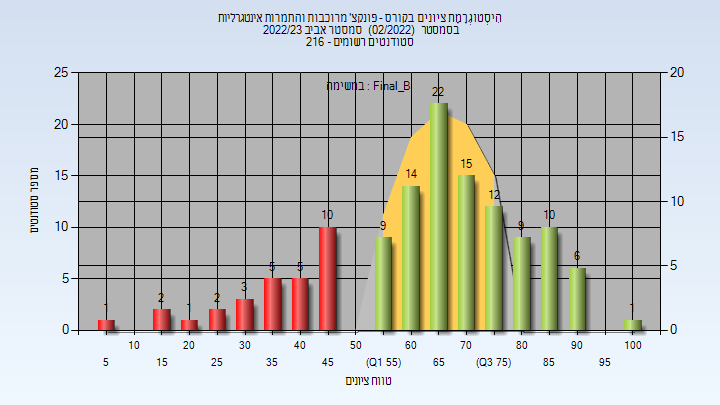 הִיסְטוֹגְרָמַת ציונים בקורס - פונקצ' מרוכבות והתמרות אינטגרליות
בסמסטר (02/2022) סמסטר אביב 2022/23
סטודנטים רשומים - 216
במשימה : Final_B
מספר סטודנטים
25 20 15 10 5 0
20 15 10 5 0
1 2 1 2 3 5 5 10 9 14 22 15 12 9 10 6 1
10 20 30 40 50 60 70 80 90 100
5 15 25 35 45 (Q1 55) 65 (Q3 75) 85 95
טווח ציונים